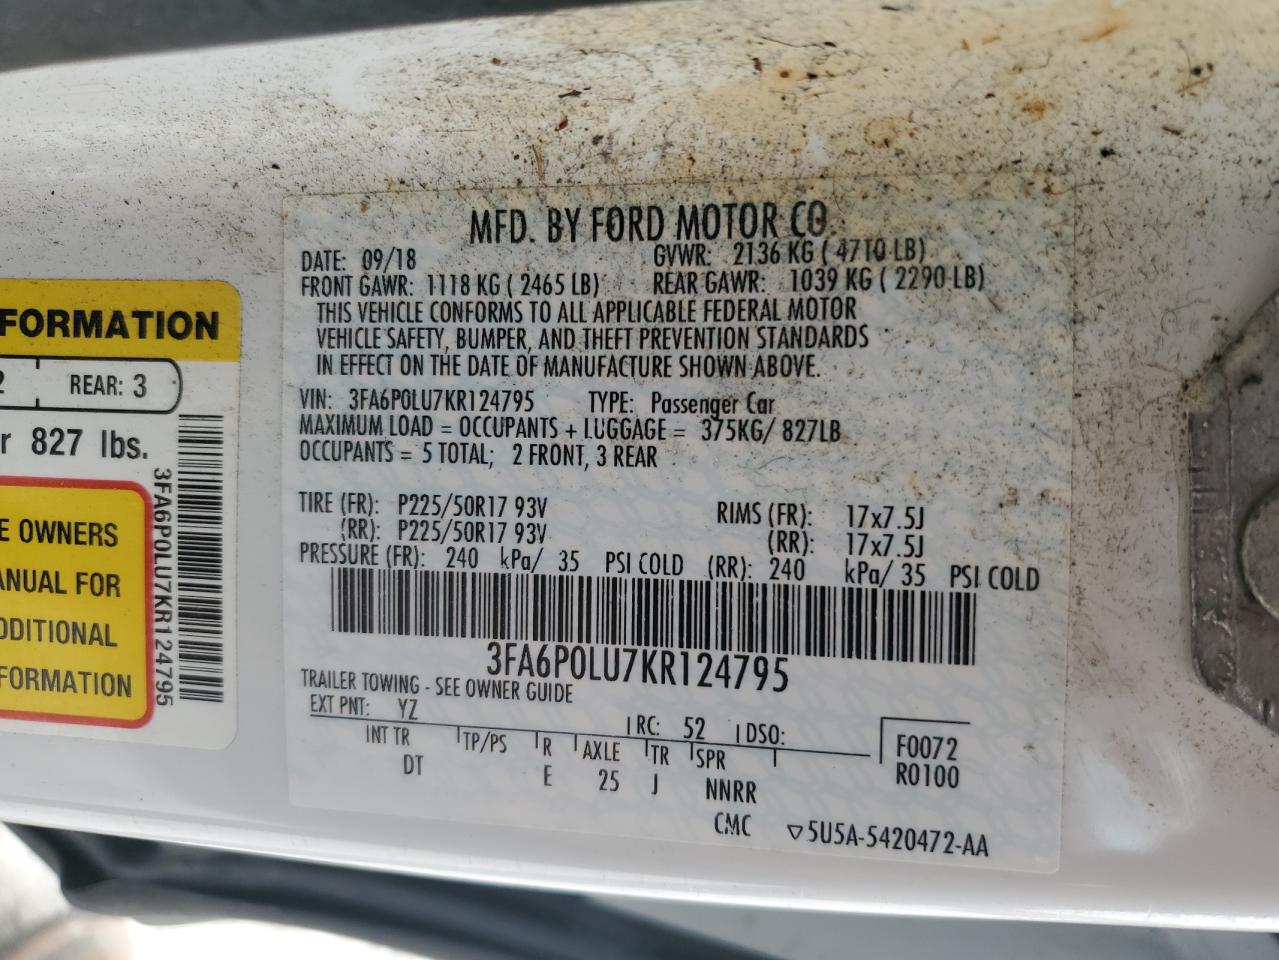 MFD. BY FORD MOTOR CO.
DATE: 09/18 GVWR: 2136 KG ( 4710 LB)
FRONT GAWR: 1118 KG ( 2465 LB) REAR GAWR: 1039 KG ( 2290 LB)
THIS VEHICLE CONFORMS TO ALL APPLICABLE FEDERAL MOTOR
VEHICLE SAFETY, BUMPER, AND THEFT PREVENTION STANDARDS
IN EFFECT ON THE DATE OF MANUFACTURE SHOWN ABOVE.
VIN: 3FA6P0LU7KR124795 TYPE: Passenger Car
MAXIMUM LOAD = OCCUPANTS + LUGGAGE = 375KG/ 827LB
OCCUPANTS = 5 TOTAL; 2 FRONT, 3 REAR
TIRE (FR): P225/50R17 93V RIMS (FR): 17x7.5J
(RR): P225/50R17 93V (RR): 17x7.5J
PRESSURE (FR): 240 kPa/ 35 PSI COLD (RR): 240 kPa/ 35 PSI COLD
3FA6P0LU7KR124795
TRAILER TOWING - SEE OWNER GUIDE
EXT PNT: YZ RC: 52 DSO:
INT TR TP/PS R AXLE TR SPR F0072
DT E 25 J NNRR R0100
CMC ▽5U5A-5420472-AA
FORMATION
2 REAR: 3
r 827 lbs.
E OWNERS
ANUAL FOR
DDITIONAL
FORMATION
3FA6P0LU7KR124795